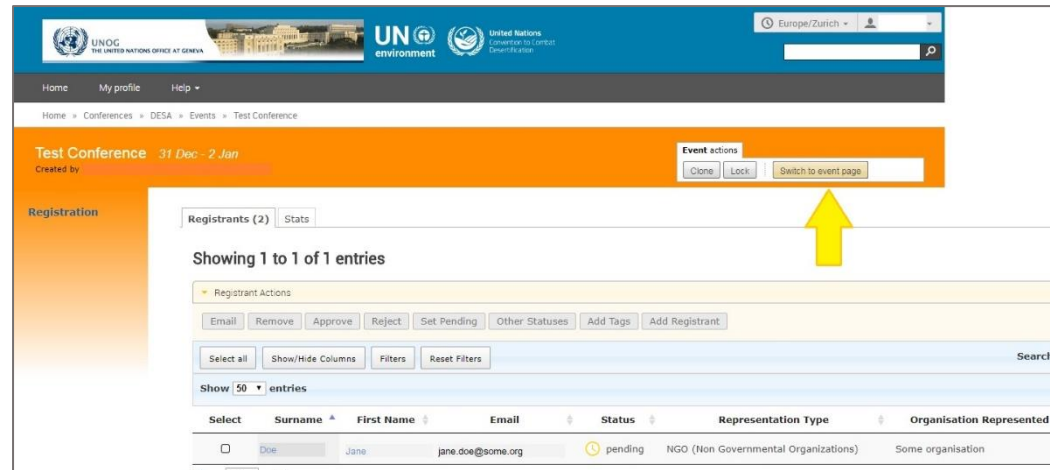 Europe/Zurich
UNOG
THE UNITED NATIONS OFFICE AT GENEVA
UN
environment
United Nations
Convention to Combat
Desertification
Home My profile Help
Home » Conferences » DESA » Events » Test Conference
Test Conference 31 Dec - 2 Jan
Created by
Event actions
Clone Lock Switch to event page
Registration
Registrants (2) Stats
Showing 1 to 1 of 1 entries
Registrant Actions
Email Remove Approve Reject Set Pending Other Statuses Add Tags Add Registrant
Select all Show/Hide Columns Filters Reset Filters
Search
Show 50 entries
Select Surname First Name Email Status Representation Type Organisation Represented
Doe Jane jane.doe@some.org pending NGO (Non Governmental Organizations) Some organisation